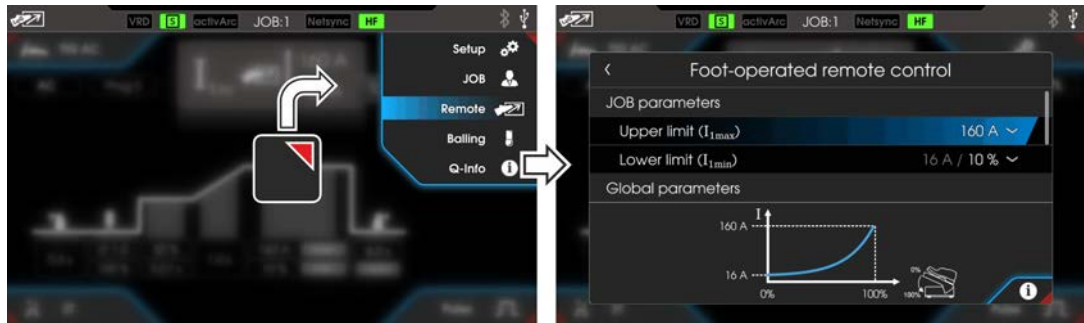 VRD S activArc JOB:1 Netsync HF
Setup
JOB
Remote
Balling
Q-Info
VRD S activArc JOB:1 Netsync HF
Foot-operated remote control
JOB parameters
Upper limit (I1max) 160 A
Lower limit (I1min) 16 A / 10 %
Global parameters
I
160 A
16 A
0% 100%
0%
100%